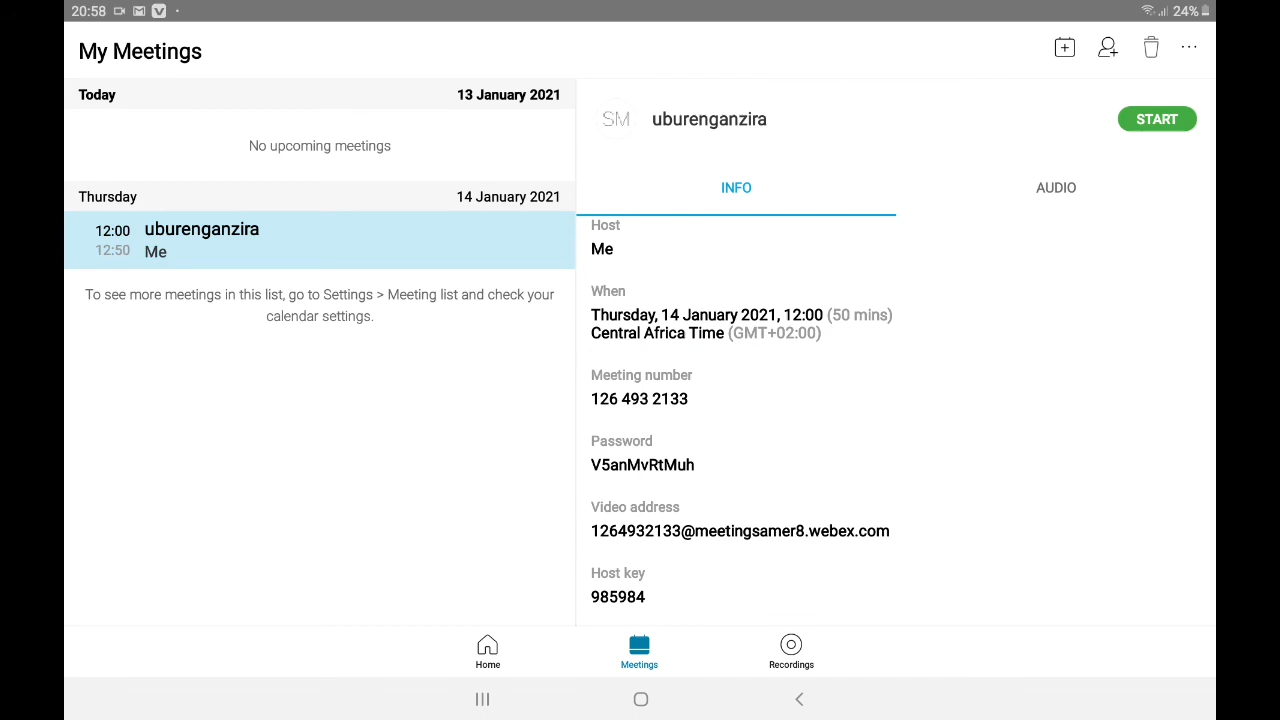 20:58
24%
My Meetings
Today 13 January 2021
No upcoming meetings
Thursday 14 January 2021
12:00 uburenganzira
12:50 Me
To see more meetings in this list, go to Settings > Meeting list and check your
calendar settings.
SM uburenganzira START
INFO AUDIO
Host
Me
When
Thursday, 14 January 2021, 12:00 (50 mins)
Central Africa Time (GMT+02:00)
Meeting number
126 493 2133
Password
V5anMvRtMuh
Video address
1264932133@meetingsamer8.webex.com
Host key
985984
Home Meetings Recordings